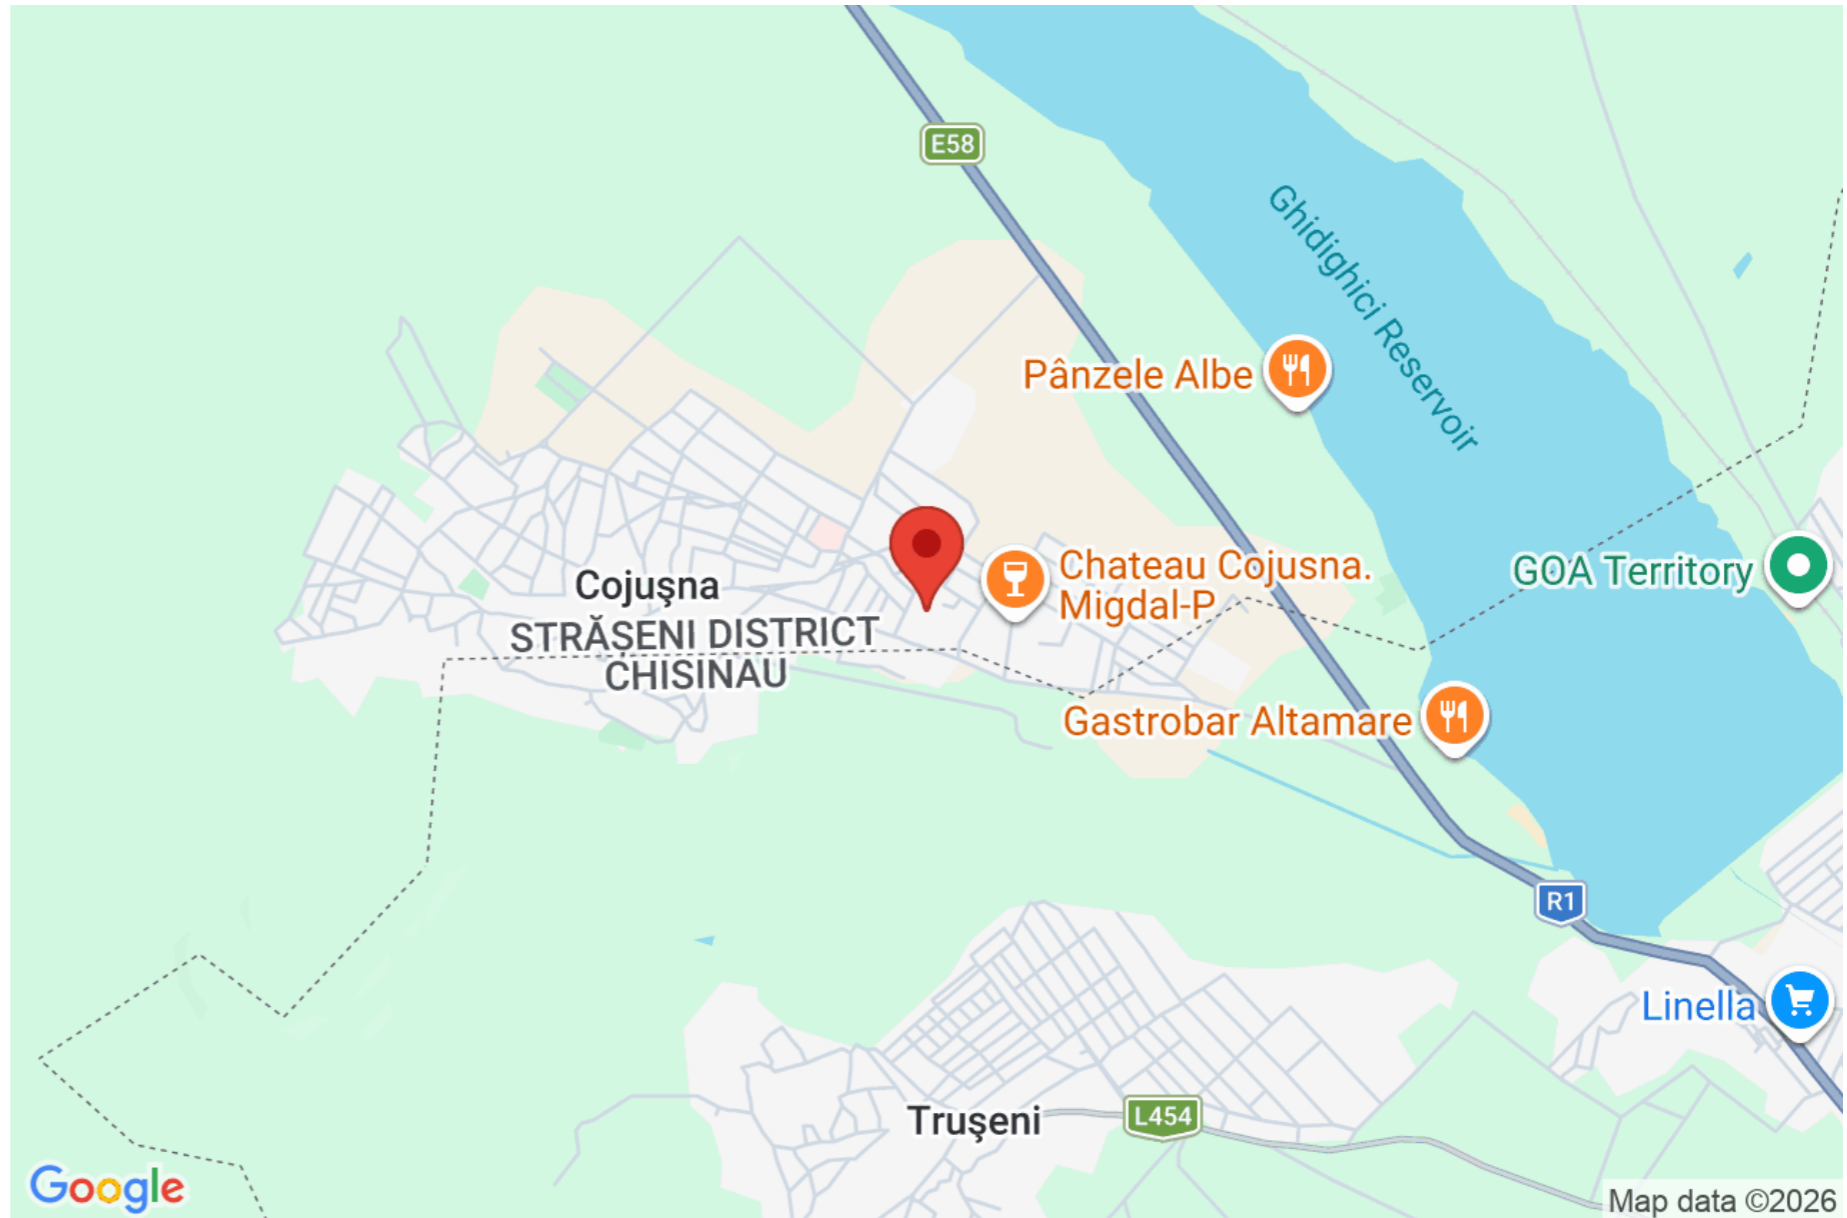 E58
Ghidighici Reservoir
Pânzele Albe
Chateau Cojusna.
Migdal-P
GOA Territory
Cojuşna
STRĂȘENI DISTRICT
CHISINAU
Gastrobar Altamare
R1
Linella
Truşeni
L454
Google
Map data ©2026